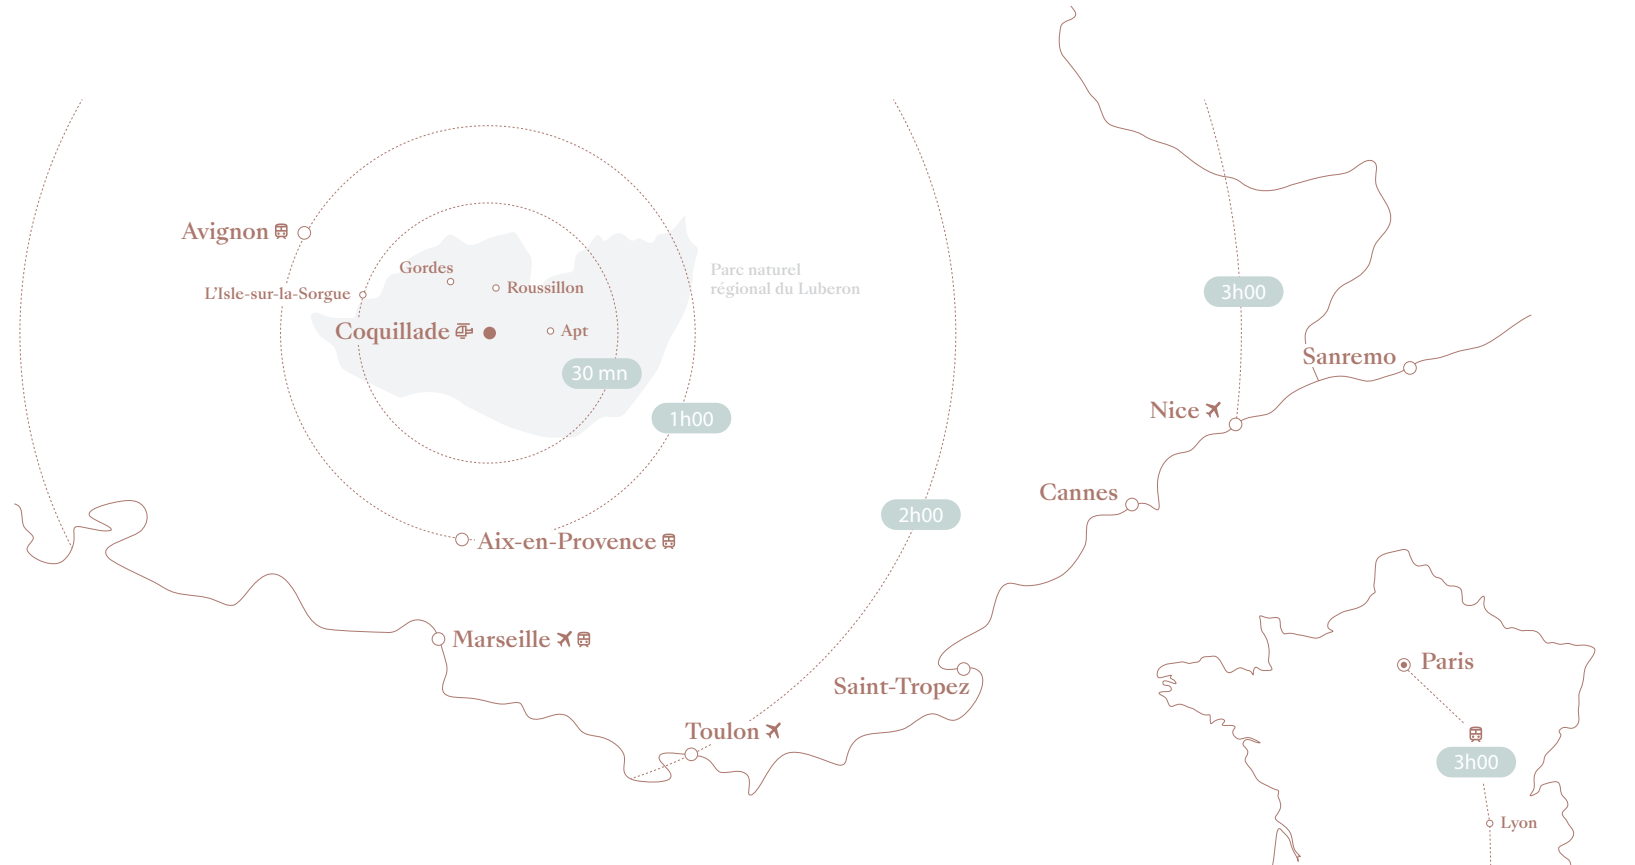 Avignon
Gordes
Parc naturel
régional du Luberon
L'Isle-sur-la-Sorgue
Roussillon
3h00
Coquillade
Apt
Sanremo
30 mn
Nice
1h00
Cannes
2h00
Aix-en-Provence
Marseille
Paris
Saint-Tropez
Toulon
3h00
Lyon